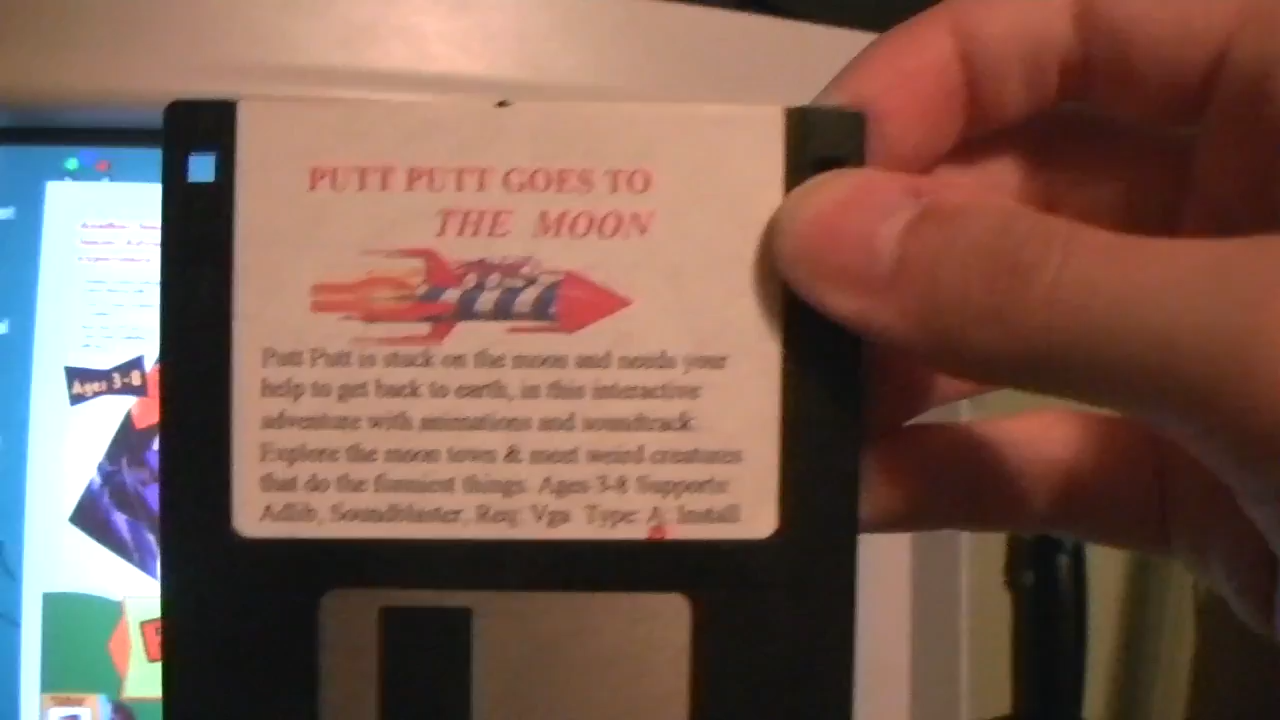 PUTT PUTT GOES TO
THE MOON
Putt Putt is stuck on the moon and needs your
help to get back to earth, in this interactive
adventure with animations and soundtrack.
Explore the moon town & meet weird creatures
that do the funniest things. Ages 3-8 Supports:
Adlib, Soundblaster, Req: Vga Type: A: Install
Ages 3-8